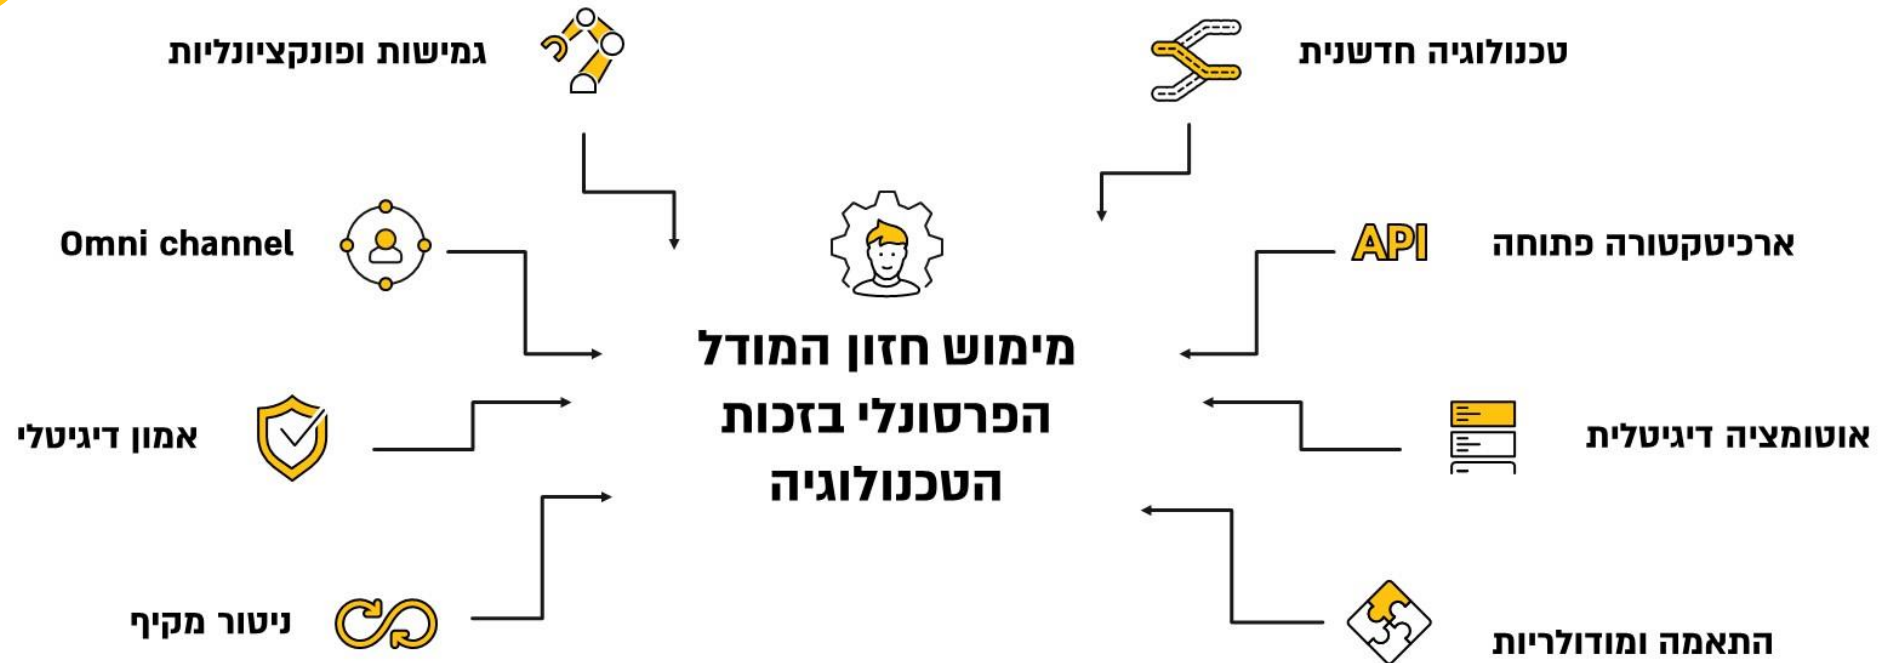 טכנולוגיה חדשנית
גמישות ופונקציונליות
API
ארכיטקטורה פתוחה
Omni channel
מימוש חזון המודל
הפרסונלי בזכות
הטכנולוגיה
אוטומציה דיגיטלית
אמון דיגיטלי
התאמה ומודולריות
ניטור מקיף